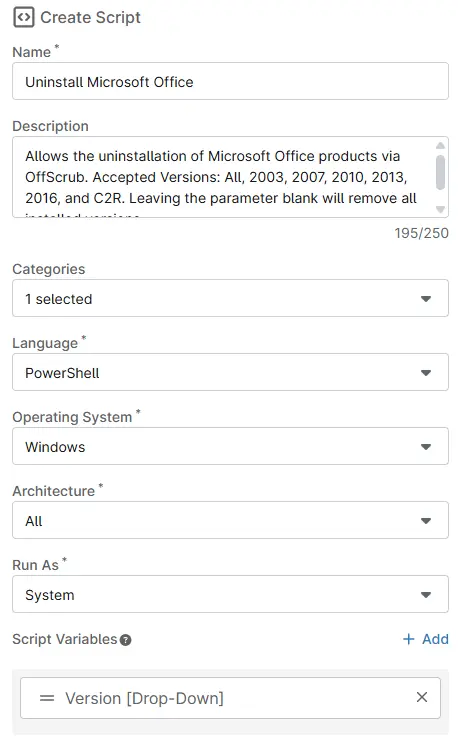 Create Script
Name *
Uninstall Microsoft Office
Description
Allows the uninstallation of Microsoft Office products via
OffScrub. Accepted Versions: All, 2003, 2007, 2010, 2013,
2016, and C2R. Leaving the parameter blank will remove all
installed versions
195/250
Categories
1 selected
Language *
PowerShell
Operating System *
Windows
Architecture *
All
Run As *
System
Script Variables ?
+ Add
Version [Drop-Down]